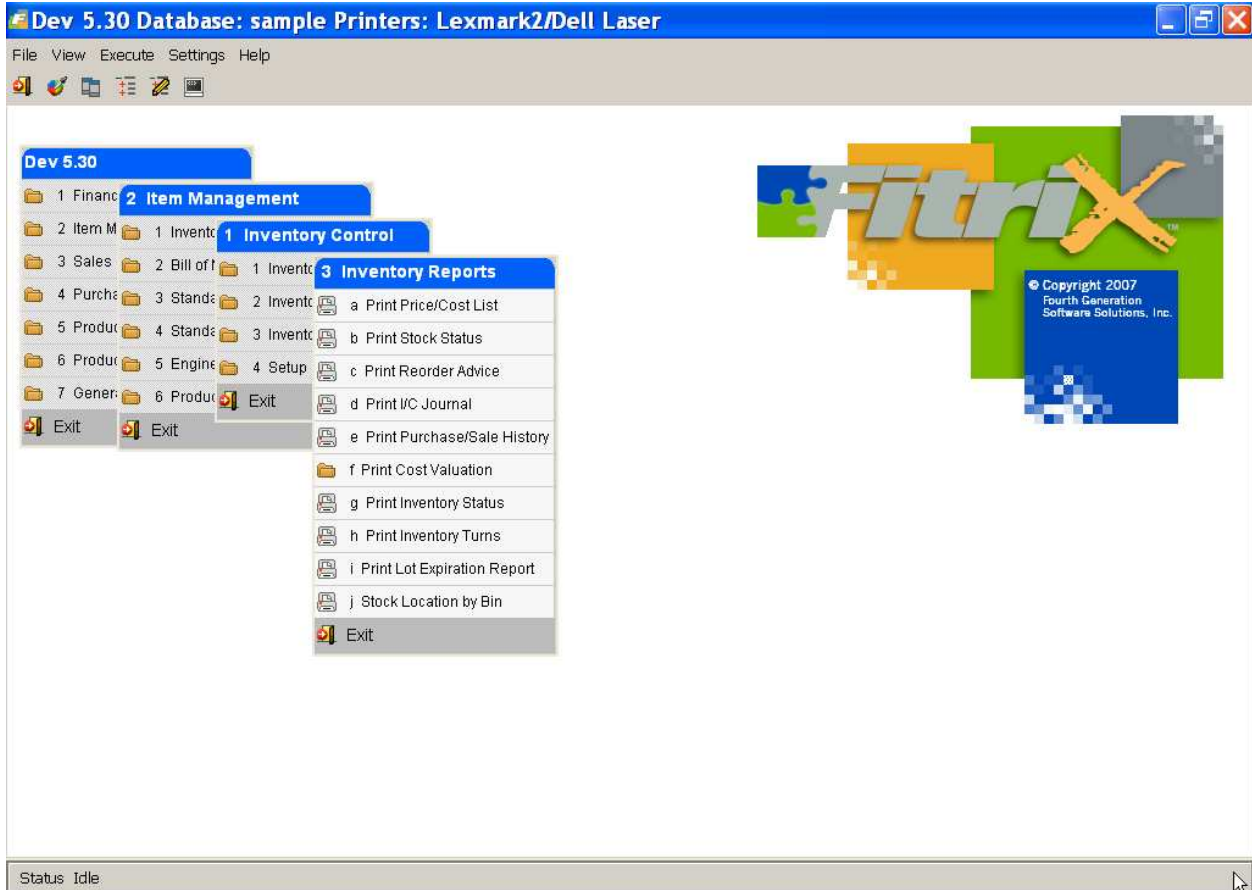 Dev 5.30 Database: sample Printers: Lexmark2/Dell Laser
File View Execute Settings Help
Dev 5.30
1 Financ
2 Item M
3 Sales
4 Purcha
5 Produc
6 Produc
7 Genera
Exit
2 Item Management
1 Invento
2 Bill of M
3 Standa
4 Standa
5 Engine
6 Produc
Exit
1 Inventory Control
1 Invento
2 Invento
3 Invento
4 Setup
Exit
3 Inventory Reports
a Print Price/Cost List
b Print Stock Status
c Print Reorder Advice
d Print I/C Journal
e Print Purchase/Sale History
f Print Cost Valuation
g Print Inventory Status
h Print Inventory Turns
i Print Lot Expiration Report
j Stock Location by Bin
Exit
Fitrix
TM
© Copyright 2007
Fourth Generation
Software Solutions, Inc.
Status Idle